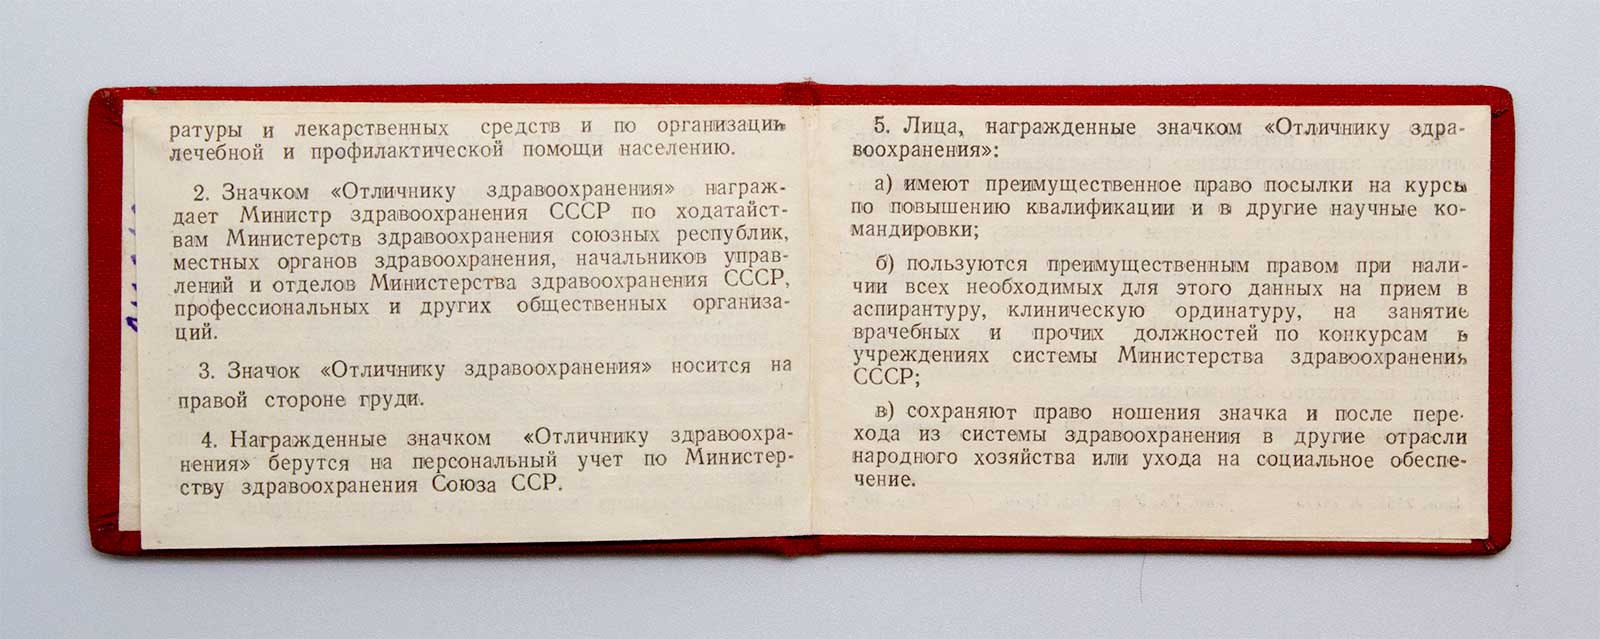 ратуры и лекарственных средств и по организации
лечебной и профилактической помощи населению.
2. Значком «Отличнику здравоохранения» награж-
дает Министр здравоохранения СССР по ходатайст-
вам Министерств здравоохранения союзных республик,
местных органов здравоохранения, начальников управ-
лений и отделов Министерства здравоохранения СССР,
профессиональных и других общественных организа-
ций.
3. Значок «Отличнику здравоохранения» носится на
правой стороне груди.
4. Награжденные значком «Отличнику здравоохра-
нения» берутся на персональный учет по Министер-
ству здравоохранения Союза ССР.
5. Лица, награжденные значком «Отличнику здра-
воохранения»:
а) имеют преимущественное право посылки на курсы
по повышению квалификации и в другие научные ко-
мандировки;
б) пользуются преимущественным правом при нали-
чии всех необходимых для этого данных на прием в
аспирантуру, клиническую ординатуру, на занятие
врачебных и прочих должностей по конкурсам в
учреждениях системы Министерства здравоохранения
СССР;
в) сохраняют право ношения значка и после пере-
хода из системы здравоохранения в другие отрасли
народного хозяйства или ухода на социальное обеспе-
чение.